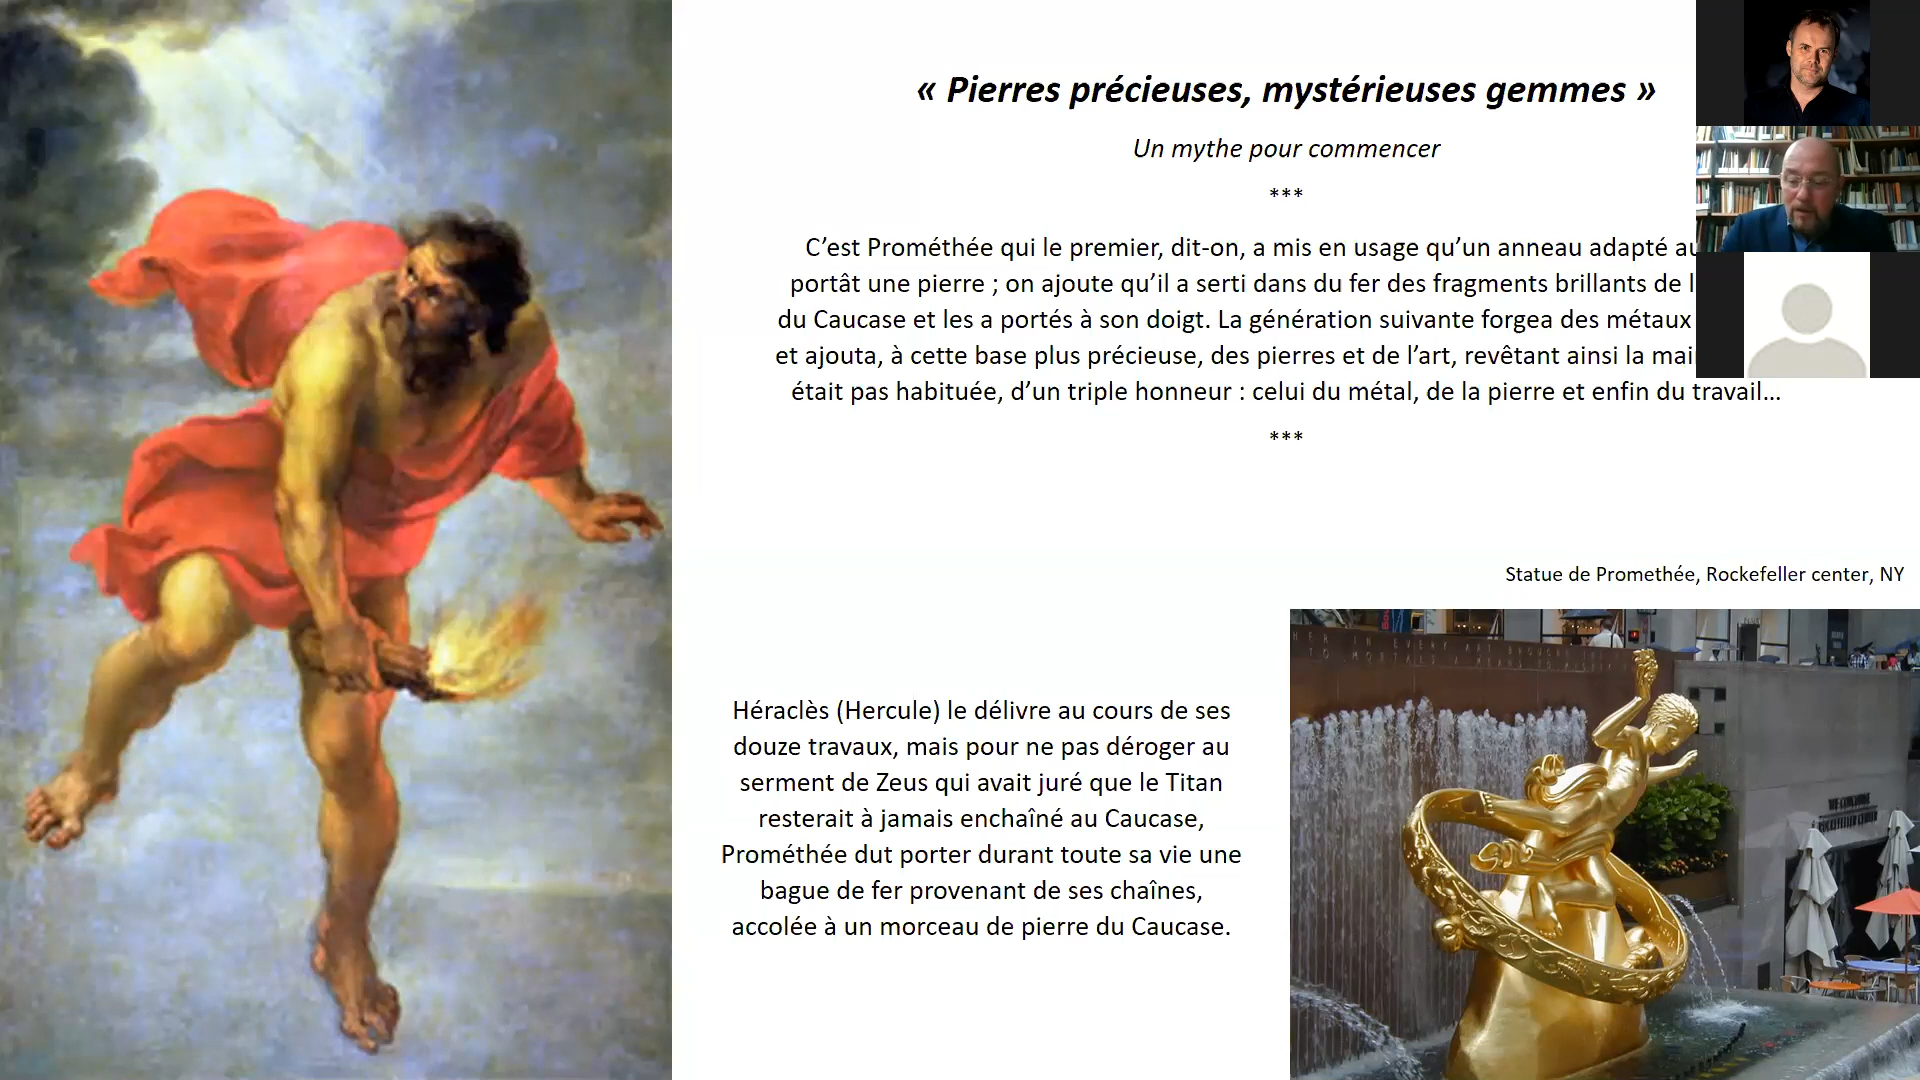 « Pierres précieuses, mystérieuses gemmes »
Un mythe pour commencer
***
C’est Prométhée qui le premier, dit-on, a mis en usage qu’un anneau adapté
portât une pierre ; on ajoute qu’il a serti dans du fer des fragments brillants de
du Caucase et les a portés à son doigt. La génération suivante forgea des métaux
et ajouta, à cette base plus précieuse, des pierres et de l’art, revêtant ainsi la
était pas habituée, d’un triple honneur : celui du métal, de la pierre et enfin du travail…
***
Statue de Promethée, Rockefeller center, NY
Héraclès (Hercule) le délivre au cours de ses
douze travaux, mais pour ne pas déroger au
serment de Zeus qui avait juré que le Titan
resterait à jamais enchaîné au Caucase,
Prométhée dut porter durant toute sa vie une
bague de fer provenant de ses chaînes,
accolée à un morceau de pierre du Caucase.